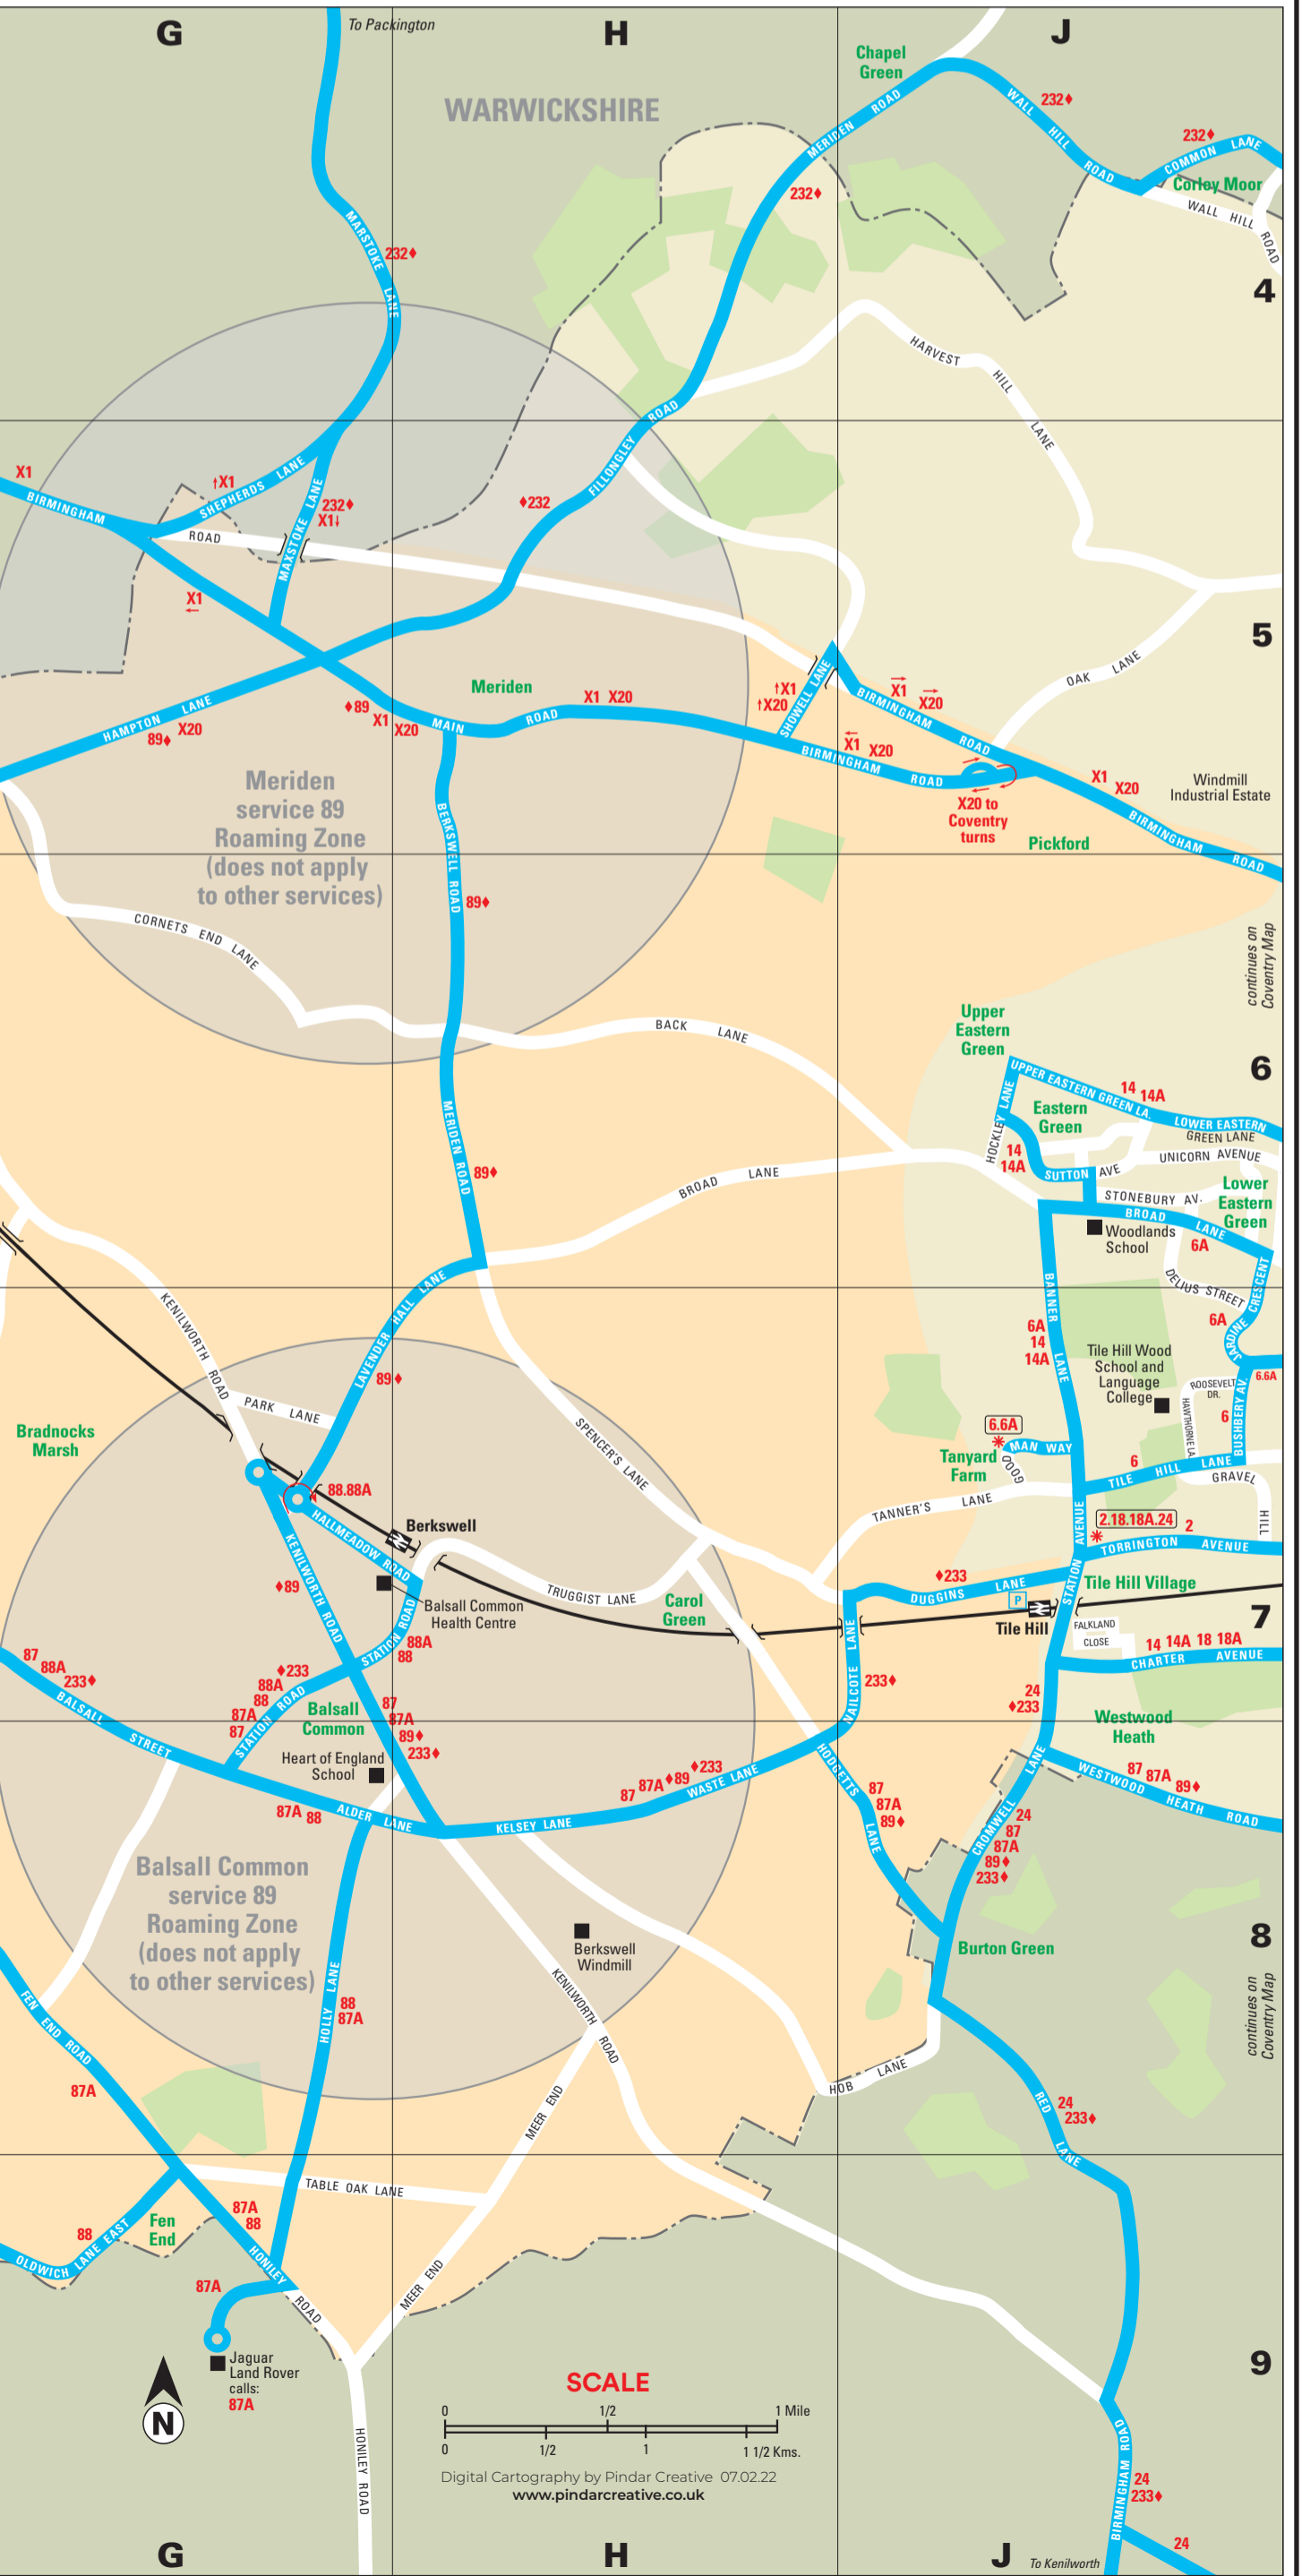 G
To Packington
H
J
WARWICKSHIRE
Chapel
Green
MERIDEN ROAD
WALL HILL ROAD
232♦
232♦
COMMON LANE
Corley Moor
WALL HILL ROAD
232♦
MARSTOKE LANE
232♦
4
HARVEST HILL LANE
X1
BIRMINGHAM
↑X1
SHEPHERDS LANE
232♦
X1↓
MAXSTOKE LANE
ROAD
FILLONGLEY ROAD
♦232
X1
←
5
OAK LANE
Meriden
HAMPTON LANE
89♦ X20
♦89
X1 X20
MAIN ROAD
X1 X20
↑X1
↑X20
SHOWELL LANE
→
X1
→
X20
BIRMINGHAM ROAD
←
X1 X20
BIRMINGHAM ROAD
X20 to
Coventry
turns
X1 X20
Windmill
Industrial Estate
BIRMINGHAM ROAD
Pickford
Meriden
service 89
Roaming Zone
(does not apply
to other services)
BERKSWELL ROAD
89♦
CORNETS END LANE
continues on
Coventry Map
BACK LANE
Upper
Eastern
Green
6
UPPER EASTERN GREEN LA.
14 14A
LOWER EASTERN
GREEN LANE
HOCKLEY LANE
Eastern
Green
14
14A
UNICORN AVENUE
SUTTON AVE
STONEBURY AV.
Lower
Eastern
Green
MERIDEN ROAD
89♦
BROAD LANE
BROAD LANE
Woodlands
School
6A
DELIUS STREET
JARDINE CRESCENT
6A
BANNER LANE
6A
14
14A
Tile Hill Wood
School and
Language
College
ROOSEVELT
DR.
HAWTHORNE LA.
6.6A
6
BUSHBERY AV.
KENILWORTH ROAD
LAVENDER HALL LANE
89♦
PARK LANE
Bradnocks
Marsh
SPENCER'S LANE
6.6A
GOODMAN WAY
Tanyard
Farm
6
TILE HILL LANE
GRAVEL
HILL
TANNER'S LANE
88.88A
Berkswell
HALLMEADOW ROAD
KENILWORTH ROAD
♦89
Balsall Common
Health Centre
TRUGGIST LANE
Carol
Green
2.18.18A.24
2
TORRINGTON AVENUE
STATION AVENUE
♦233
DUGGINS LANE
P
Tile Hill Village
Tile Hill
7
FALKLAND
CLOSE
14 14A 18 18A
CHARTER AVENUE
88A
88
STATION ROAD
87
88A
233♦
BALSALL STREET
♦233
88A
88
87A
87
STATION ROAD
Balsall
Common
87
87A
89♦
233♦
NAILCOTE LANE
233♦
24
♦233
Westwood
Heath
Heart of England
School
87A 88
ALDER LANE
KELSEY LANE
87 87A ♦89 ♦233
WASTE LANE
HODGETTS LANE
87
87A
89♦
CROMWELL LANE
24
87
87A
89♦
233♦
87 87A 89♦
WESTWOOD HEATH ROAD
Balsall Common
service 89
Roaming Zone
(does not apply
to other services)
Berkswell
Windmill
Burton Green
8
continues on
Coventry Map
FEN END ROAD
87A
HOLLY LANE
88
87A
KENILWORTH ROAD
HOB LANE
MEER END
RED LANE
24
233♦
TABLE OAK LANE
87A
88
Fen
End
88
OLDWICH LANE EAST
HONILEY ROAD
87A
MEER END
Jaguar
Land Rover
calls:
87A
N
HONILEY ROAD
9
SCALE
0 1/2 1 Mile
0 1/2 1 1 1/2 Kms.
Digital Cartography by Pindar Creative 07.02.22
www.pindarcreative.co.uk
BIRMINGHAM ROAD
24
233♦
24
G
H
J
To Kenilworth